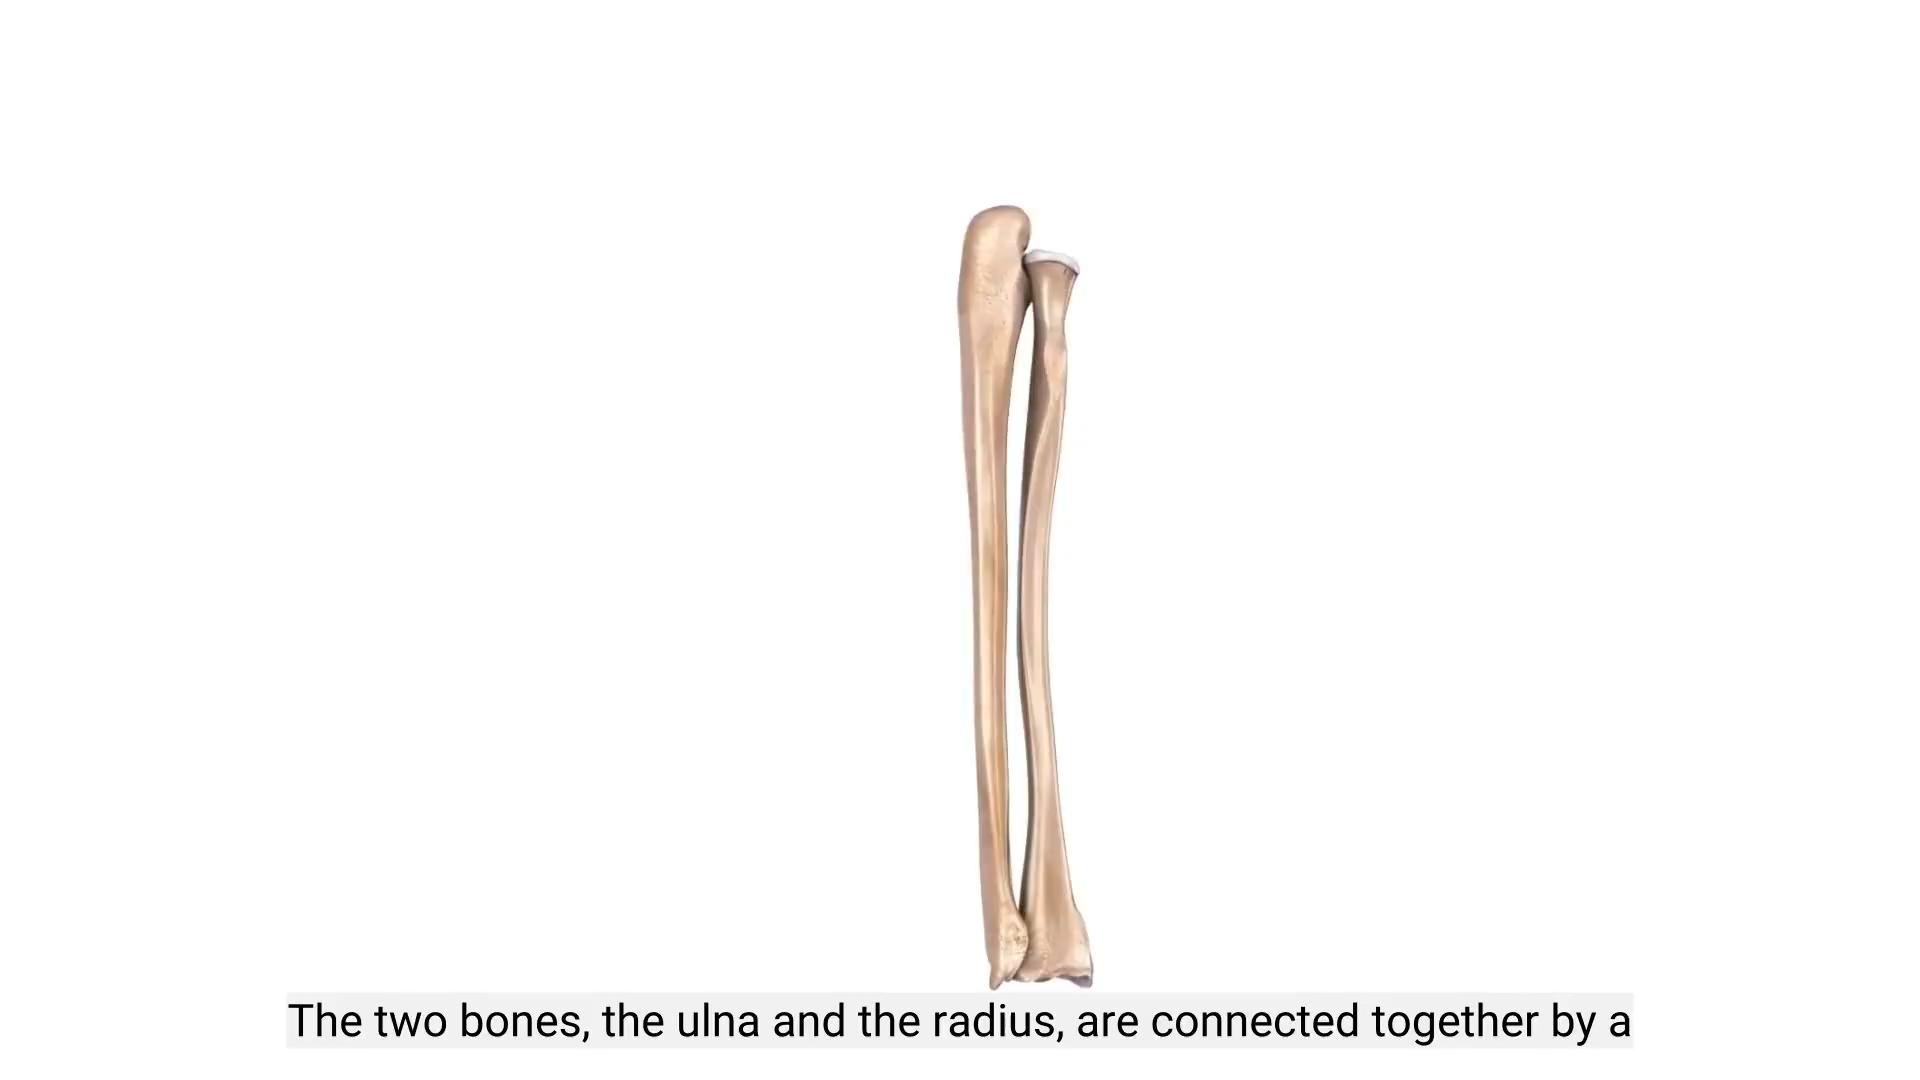 The two bones, the ulna and the radius, are connected together by a